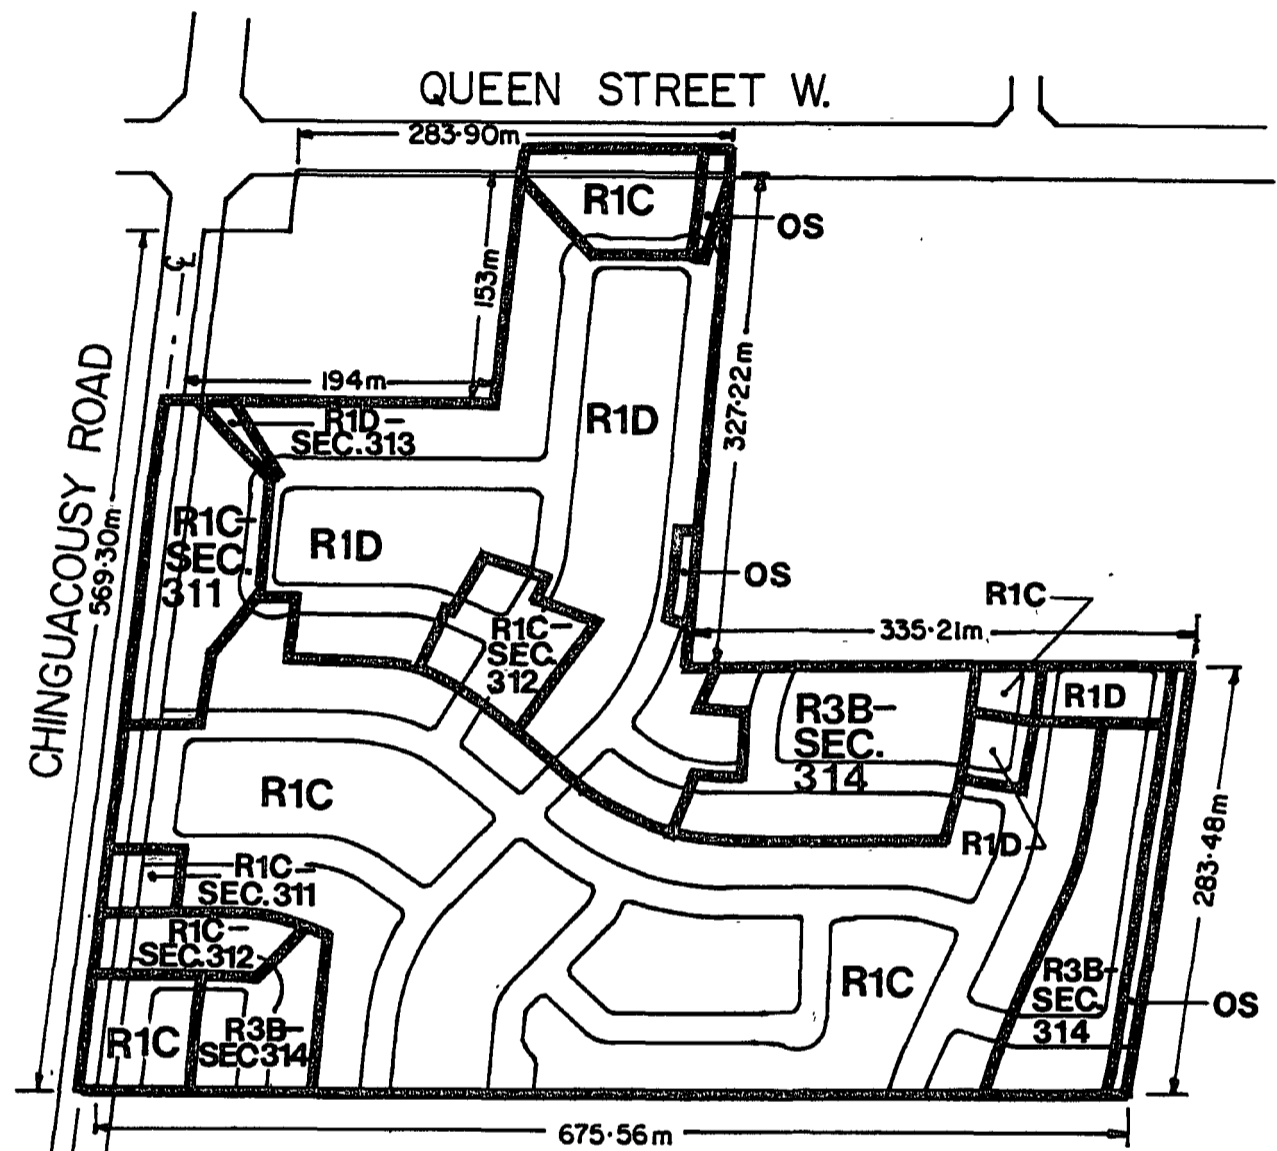 QUEEN STREET W.
283·90m
R1C
OS
℄
153m
194m
327·22m
R1D
R1D-
SEC.313
CHINGUACOUSY ROAD
569·30m
R1C-
SEC.
311
R1D
OS
R1C
R1C-
SEC.
312
335·21m
R1D
R3B-
SEC.
314
R1C
283·48m
R1D
R1C-
SEC.311
R1C-
SEC.312
R1C
R3B-
SEC.
314
OS
R1C
R3B-
SEC314
675·56m